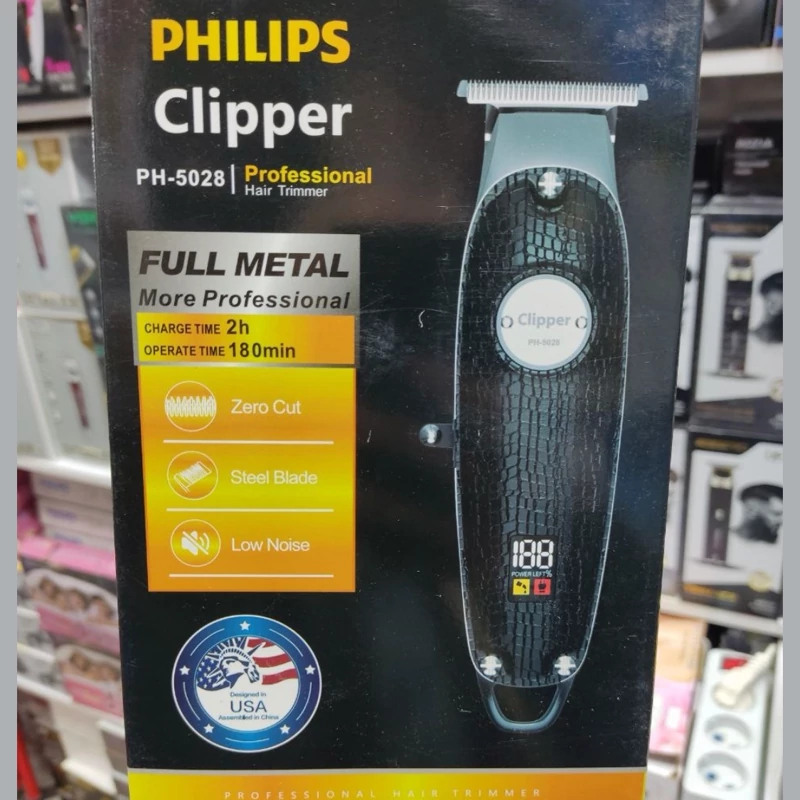 PHILIPS
Clipper
PH-5028 | Professional
Hair Trimmer
FULL METAL
More Professional
CHARGE TIME 2h
OPERATE TIME 180min
Zero Cut
Steel Blade
Low Noise
Designed in
USA
Assembled in China
Clipper
PH-5028
188
POWER LEFT%
PROFESSIONAL HAIR TRIMMER